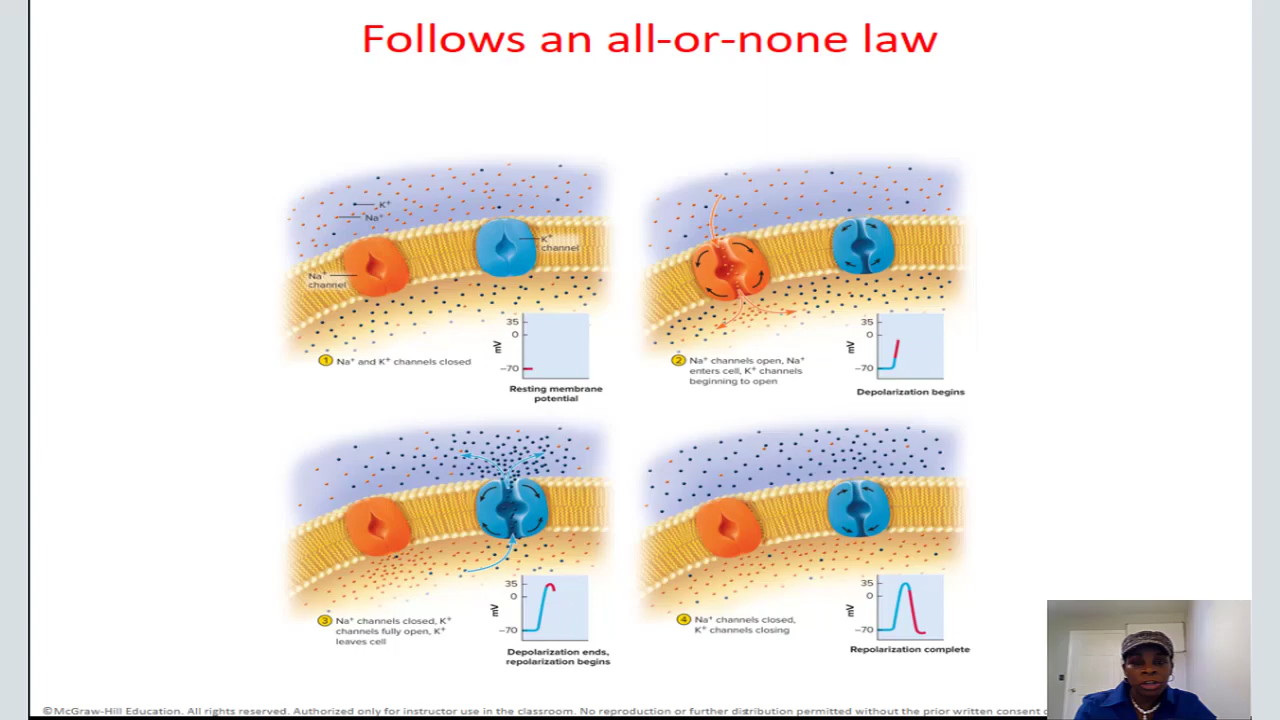 Follows an all-or-none law
K⁺
Na⁺
K⁺
channel
Na⁺
channel
35
0
mV
-70
① Na⁺ and K⁺ channels closed
Resting membrane
potential
35
0
mV
-70
② Na⁺ channels open, Na⁺
enters cell, K⁺ channels
beginning to open
Depolarization begins
35
0
mV
-70
③ Na⁺ channels closed, K⁺
channels fully open, K⁺
leaves cell
Depolarization ends,
repolarization begins
35
0
mV
-70
④ Na⁺ channels closed,
K⁺ channels closing
Repolarization complete
©McGraw-Hill Education. All rights reserved. Authorized only for instructor use in the classroom. No reproduction or further distribution permitted without the prior written consent